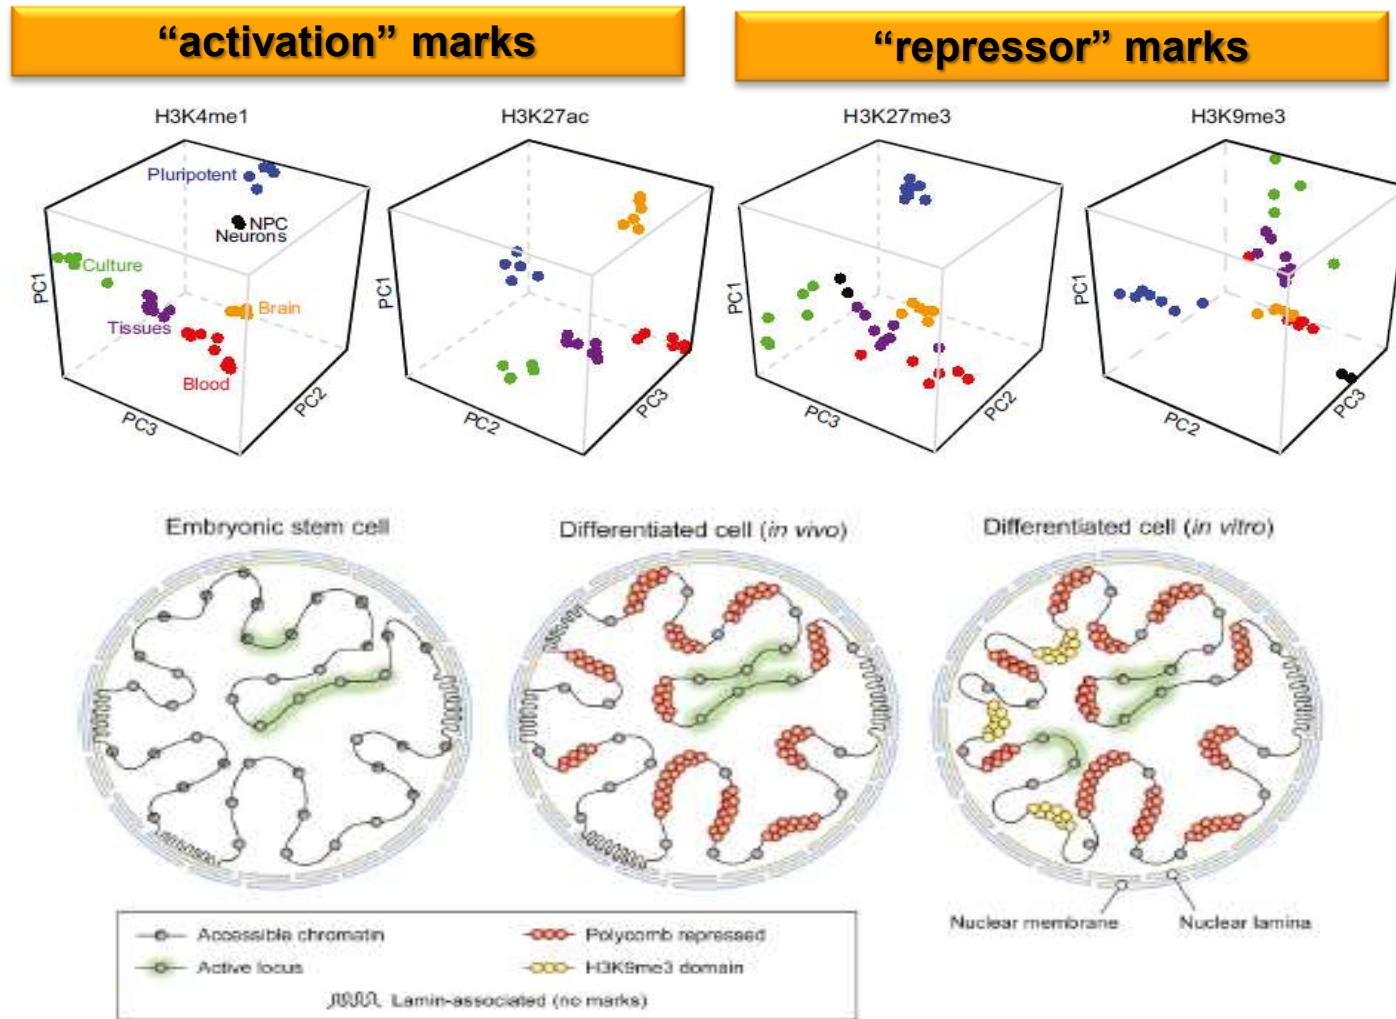 “activation” marks
“repressor” marks
H3K4me1
H3K27ac
H3K27me3
H3K9me3
Pluripotent
NPC
Neurons
Culture
Brain
Tissues
Blood
PC1
PC3
PC2
PC2
PC3
PC1
PC3
PC2
PC1
PC2
PC3
Embryonic stem cell
Differentiated cell (in vivo)
Differentiated cell (in vitro)
Nuclear membrane
Nuclear lamina
Accessible chromatin
Polycomb repressed
Active locus
H3K9me3 domain
Lamin-associated (no marks)